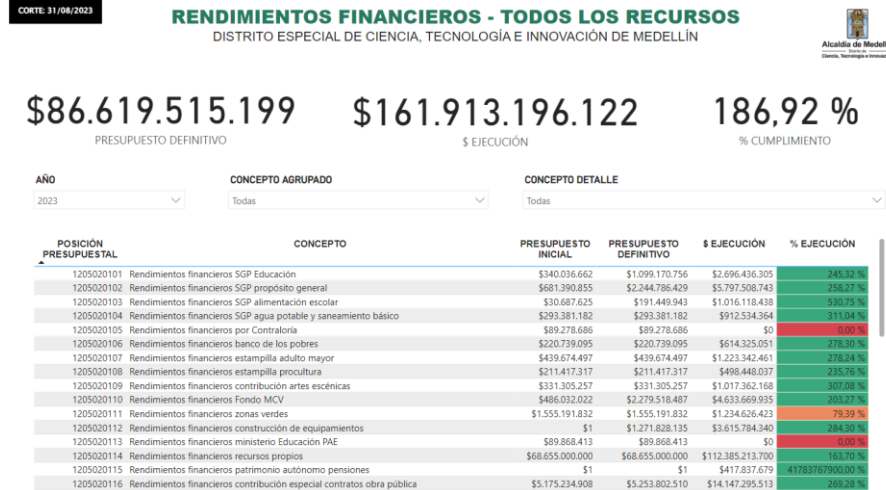 CORTE: 31/08/2023
RENDIMIENTOS FINANCIEROS - TODOS LOS RECURSOS
DISTRITO ESPECIAL DE CIENCIA, TECNOLOGÍA E INNOVACIÓN DE MEDELLÍN
Alcaldía de Medell
Distrito de
Ciencia, Tecnología e Innovac
$86.619.515.199 $161.913.196.122 186,92 %
PRESUPUESTO DEFINITIVO $ EJECUCIÓN % CUMPLIMIENTO
AÑO CONCEPTO AGRUPADO CONCEPTO DETALLE
2023 Todas Todas
POSICIÓN PRESUPUESTAL CONCEPTO PRESUPUESTO INICIAL PRESUPUESTO DEFINITIVO $ EJECUCIÓN % EJECUCIÓN
1205020101 Rendimientos financieros SGP Educación $340.036.662 $1.099.170.756 $2.696.436.305 245,32 %
1205020102 Rendimientos financieros SGP propósito general $681.390.855 $2.244.786.429 $5.797.508.743 258,27 %
1205020103 Rendimientos financieros SGP alimentación escolar $30.687.625 $191.449.943 $1.016.118.438 530,75 %
1205020104 Rendimientos financieros SGP agua potable y saneamiento básico $293.381.182 $293.381.182 $912.534.364 311,04 %
1205020105 Rendimientos financieros por Contraloría $89.278.686 $89.278.686 $0 0,00 %
1205020106 Rendimientos financieros banco de los pobres $220.739.095 $220.739.095 $614.325.051 278,30 %
1205020107 Rendimientos financieros estampilla adulto mayor $439.674.497 $439.674.497 $1.223.342.461 278,24 %
1205020108 Rendimientos financieros estampilla procultura $211.417.317 $211.417.317 $498.448.037 235,76 %
1205020109 Rendimientos financieros contribución artes escénicas $331.305.257 $331.305.257 $1.017.362.168 307,08 %
1205020110 Rendimientos financieros Fondo MCV $486.032.022 $2.279.518.487 $4.633.669.935 203,27 %
1205020111 Rendimientos financieros zonas verdes $1.555.191.832 $1.555.191.832 $1.234.626.423 79,39 %
1205020112 Rendimientos financieros construcción de equipamientos $1 $1.271.828.135 $3.615.784.340 284,30 %
1205020113 Rendimientos financieros ministerio Educación PAE $89.868.413 $89.868.413 $0 0,00 %
1205020114 Rendimientos financieros recursos propios $68.655.000.000 $68.655.000.000 $112.385.213.700 163,70 %
1205020115 Rendimientos financieros patrimonio autónomo pensiones $1 $1 $417.837.679 41783767900,00 %
1205020116 Rendimientos financieros contribución especial contratos obra pública $5.175.234.908 $5.253.802.510 $14.147.295.513 269,28 %